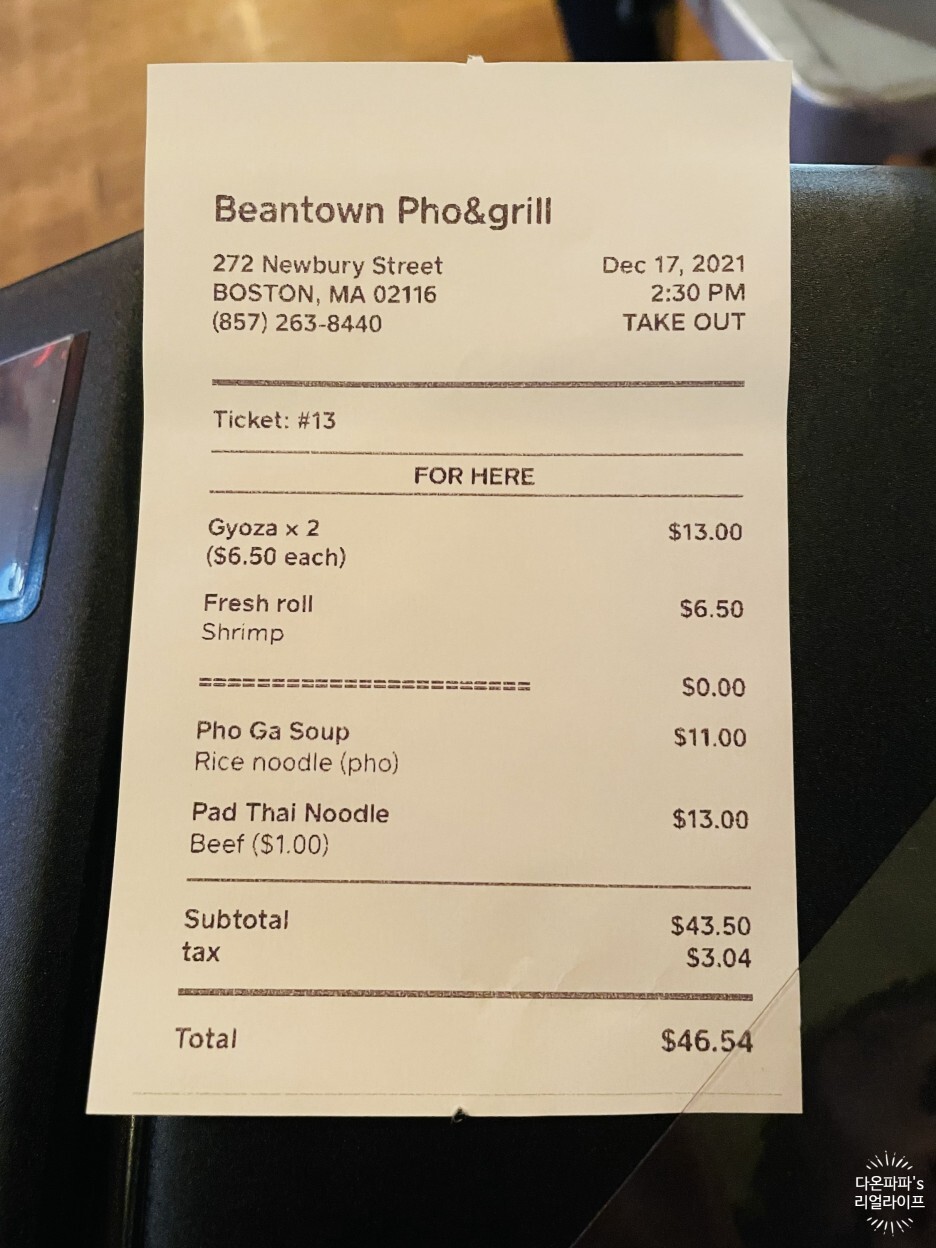 Beantown Pho&grill
272 Newbury Street Dec 17, 2021
BOSTON, MA 02116 2:30 PM
(857) 263-8440 TAKE OUT
Ticket: #13
FOR HERE
Gyoza x 2 $13.00
($6.50 each)
Fresh roll $6.50
Shrimp
======================= $0.00
Pho Ga Soup $11.00
Rice noodle (pho)
Pad Thai Noodle $13.00
Beef ($1.00)
Subtotal $43.50
tax $3.04
Total $46.54
다온파파's
리얼라이프